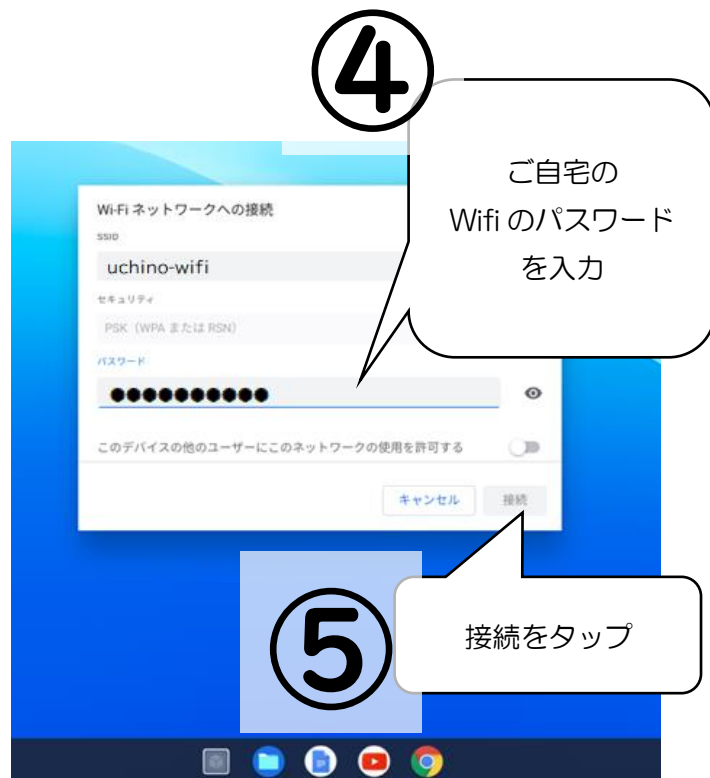 ④
ご自宅の
Wifi のパスワード
を入力
Wi-Fi ネットワークへの接続
SSID
uchino-wifi
セキュリティ
PSK（WPA または RSN）
パスワード
●●●●●●●●●●
このデバイスの他のユーザーにこのネットワークの使用を許可する
キャンセル 接続
⑤
接続をタップ